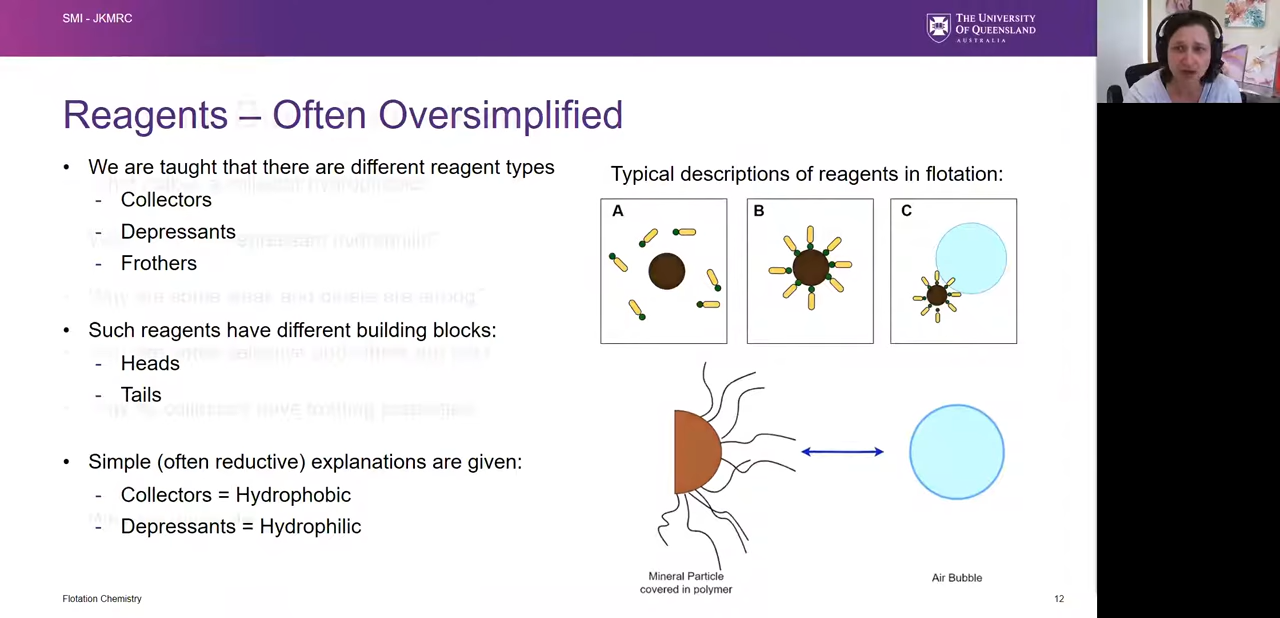 SMI - JKMRC
THE UNIVERSITY
OF QUEENSLAND
AUSTRALIA
Reagents – Often Oversimplified
• We are taught that there are different reagent types
- Collectors
- Depressants
- Frothers
• Such reagents have different building blocks:
- Heads
- Tails
• Simple (often reductive) explanations are given:
- Collectors = Hydrophobic
- Depressants = Hydrophilic
Typical descriptions of reagents in flotation:
A
B
C
Mineral Particle
covered in polymer
Air Bubble
Flotation Chemistry
12